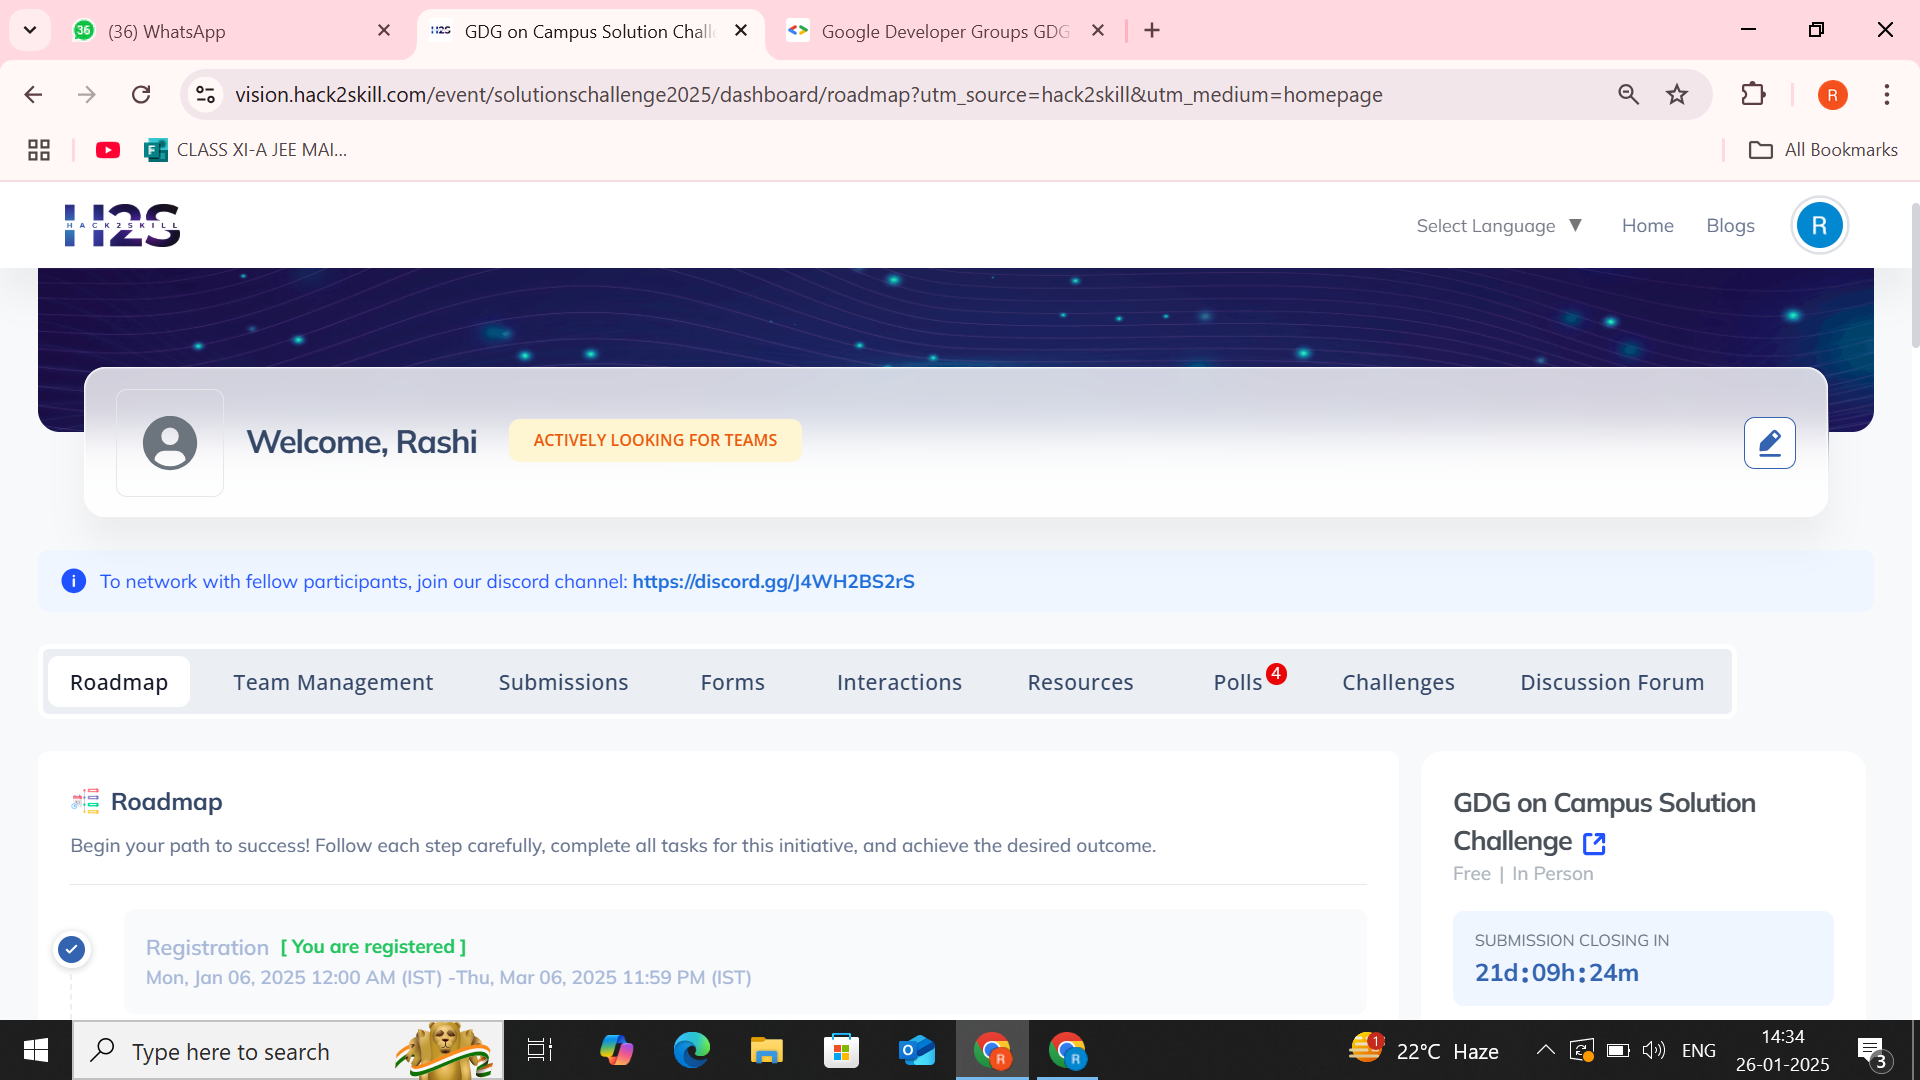 36
(36) WhatsApp
H2S
GDG on Campus Solution Chall
Google Developer Groups GDG
vision.hack2skill.com/event/solutionschallenge2025/dashboard/roadmap?utm_source=hack2skill&utm_medium=homepage
R
F
CLASS XI-A JEE MAI...
All Bookmarks
H2S
HACK2SKILL
Select Language ▼
Home
Blogs
R
Welcome, Rashi
ACTIVELY LOOKING FOR TEAMS
To network with fellow participants, join our discord channel: https://discord.gg/J4WH2BS2rS
Roadmap
Team Management
Submissions
Forms
Interactions
Resources
Polls 4
Challenges
Discussion Forum
Roadmap
Begin your path to success! Follow each step carefully, complete all tasks for this initiative, and achieve the desired outcome.
Registration [ You are registered ]
Mon, Jan 06, 2025 12:00 AM (IST) -Thu, Mar 06, 2025 11:59 PM (IST)
GDG on Campus Solution
Challenge
Free | In Person
SUBMISSION CLOSING IN
21d:09h:24m
Type here to search
R
R
1
22°C Haze
ENG
14:34
26-01-2025
3